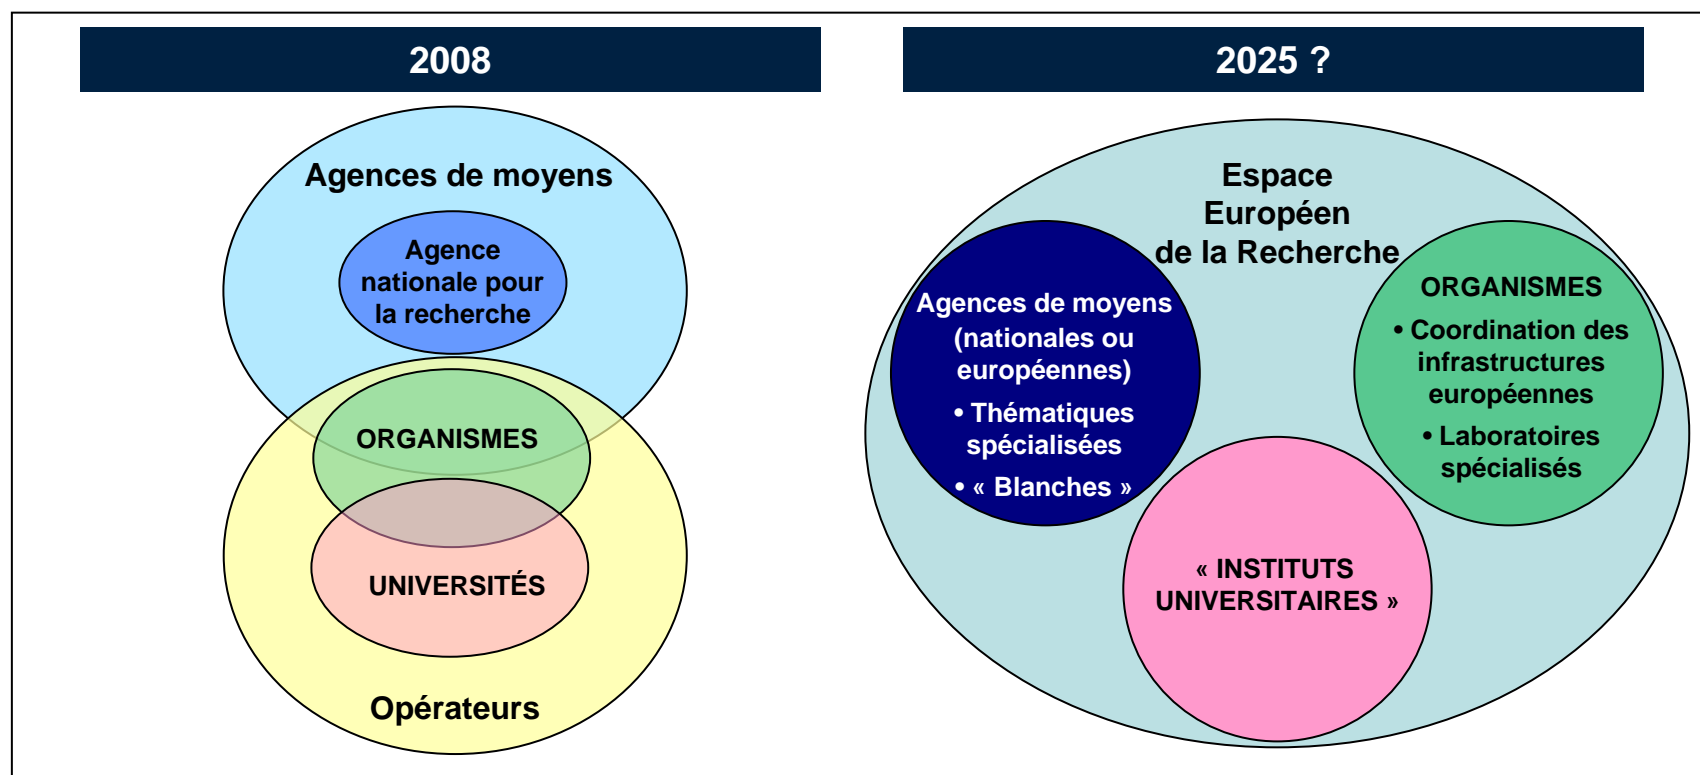 2008
Agences de moyens
Agence
nationale pour
la recherche
ORGANISMES
UNIVERSITÉS
Opérateurs
2025 ?
Espace
Européen
de la Recherche
Agences de moyens
(nationales ou
européennes)
• Thématiques
spécialisées
• « Blanches »
ORGANISMES
• Coordination des
infrastructures
européennes
• Laboratoires
spécialisés
« INSTITUTS
UNIVERSITAIRES »